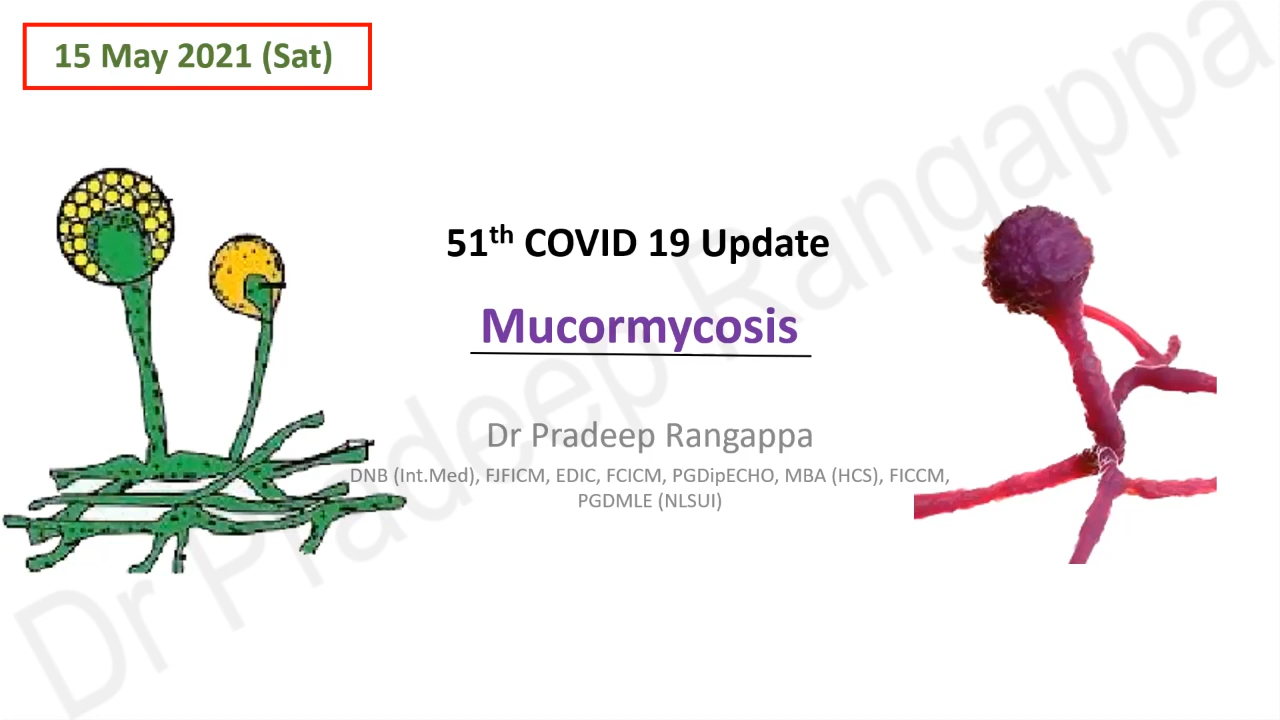 15 May 2021 (Sat)
51th COVID 19 Update
Mucormycosis
Dr Pradeep Rangappa
DNB (Int.Med), FJFICM, EDIC, FCICM, PGDipECHO, MBA (HCS), FICCM,
PGDMLE (NLSUI)
Dr Pradeep Rangappa